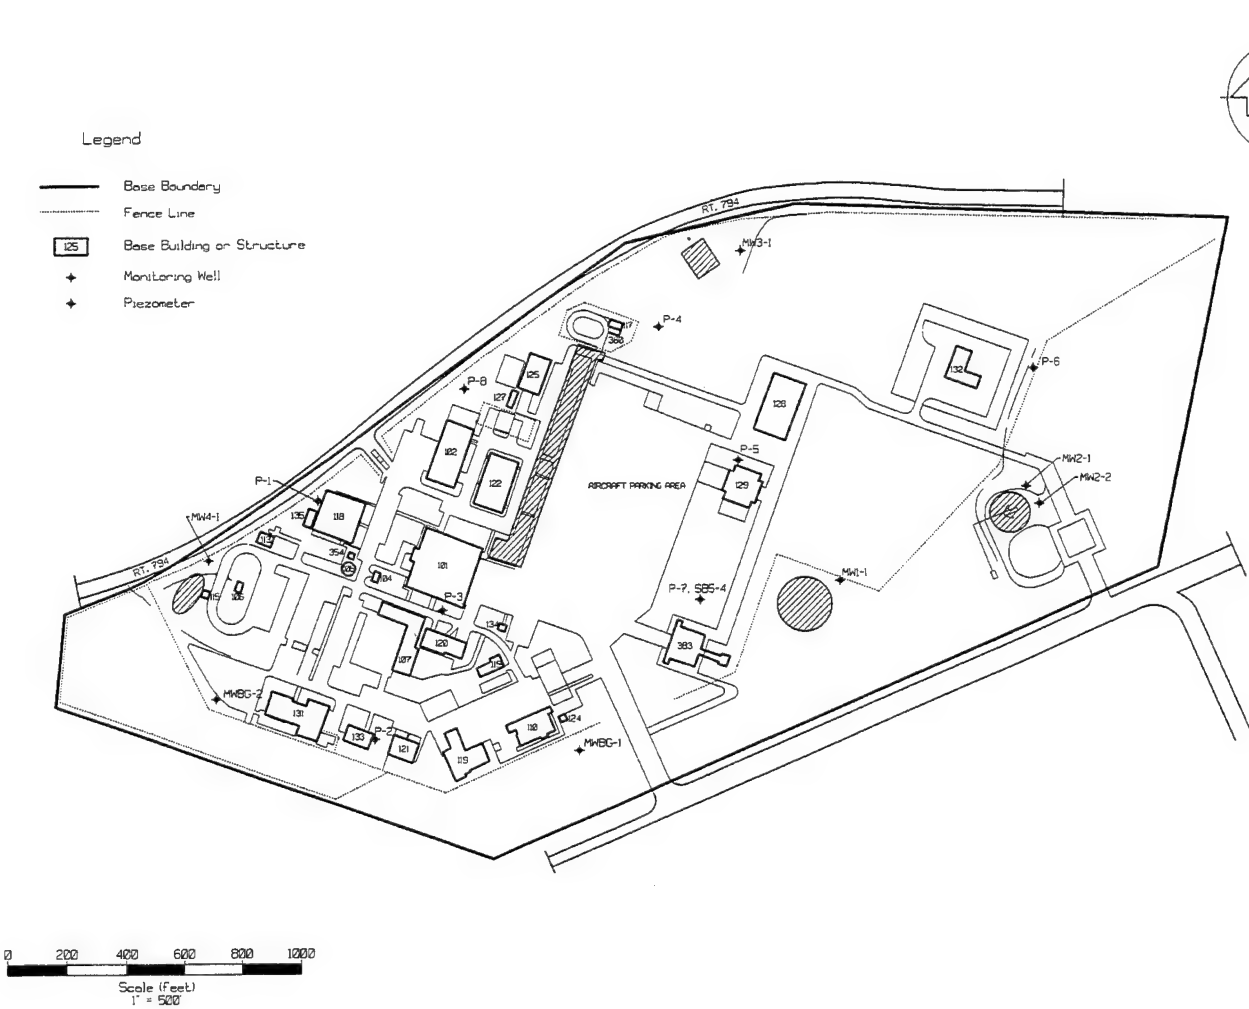 Legend
Base Boundary
Fence Line
125
Base Building or Structure
Monitoring Well
Piezometer
RT. 794
MW3-1
117
360
P-4
P-6
132
125
P-8
127
128
102
P-5
MW2-1
122
129
MW2-2
AIRCRAFT PARKING AREA
P-1
135
118
MW4-1
113
354
101
RT. 794
104
MW1-1
115
106
P-3
P-7, SBS-4
134
120
383
107
MWBG-2
131
110
124
133
P-2
121
MWBG-1
119
0 200 400 600 800 1000
Scale (feet)
1" = 500'